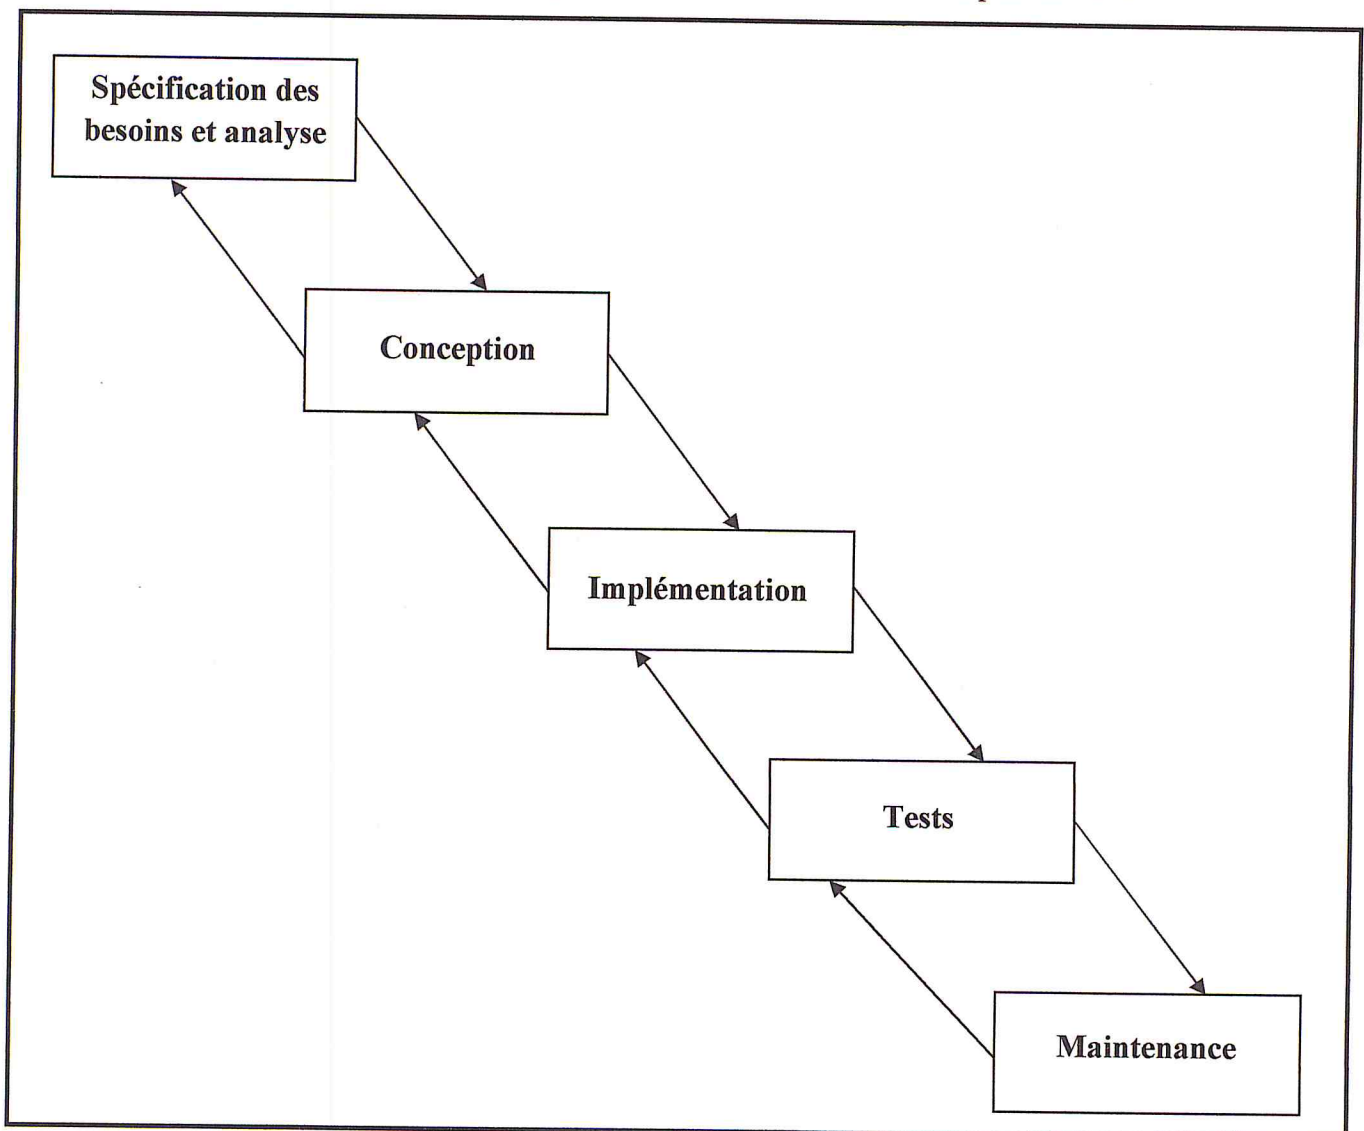 Spécification des
besoins et analyse
Conception
Implémentation
Tests
Maintenance